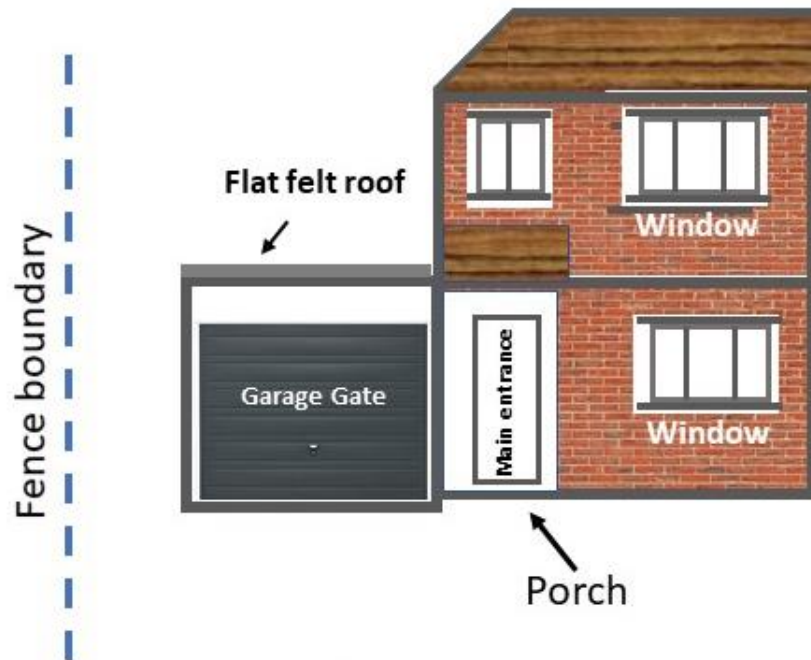 Fence boundary
Flat felt roof
Window
Garage Gate
Main entrance
Window
Porch